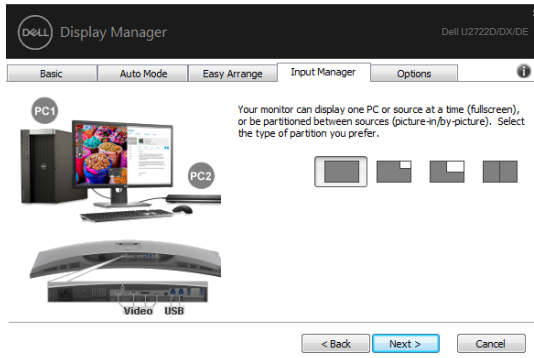 DELL Display Manager
Dell U2722D/DX/DE
Basic Auto Mode Easy Arrange Input Manager Options
PC1
Your monitor can display one PC or source at a time (fullscreen),
or be partitioned between sources (picture-in/by-picture). Select
the type of partition you prefer.
PC2
Video USB
< Back Next > Cancel